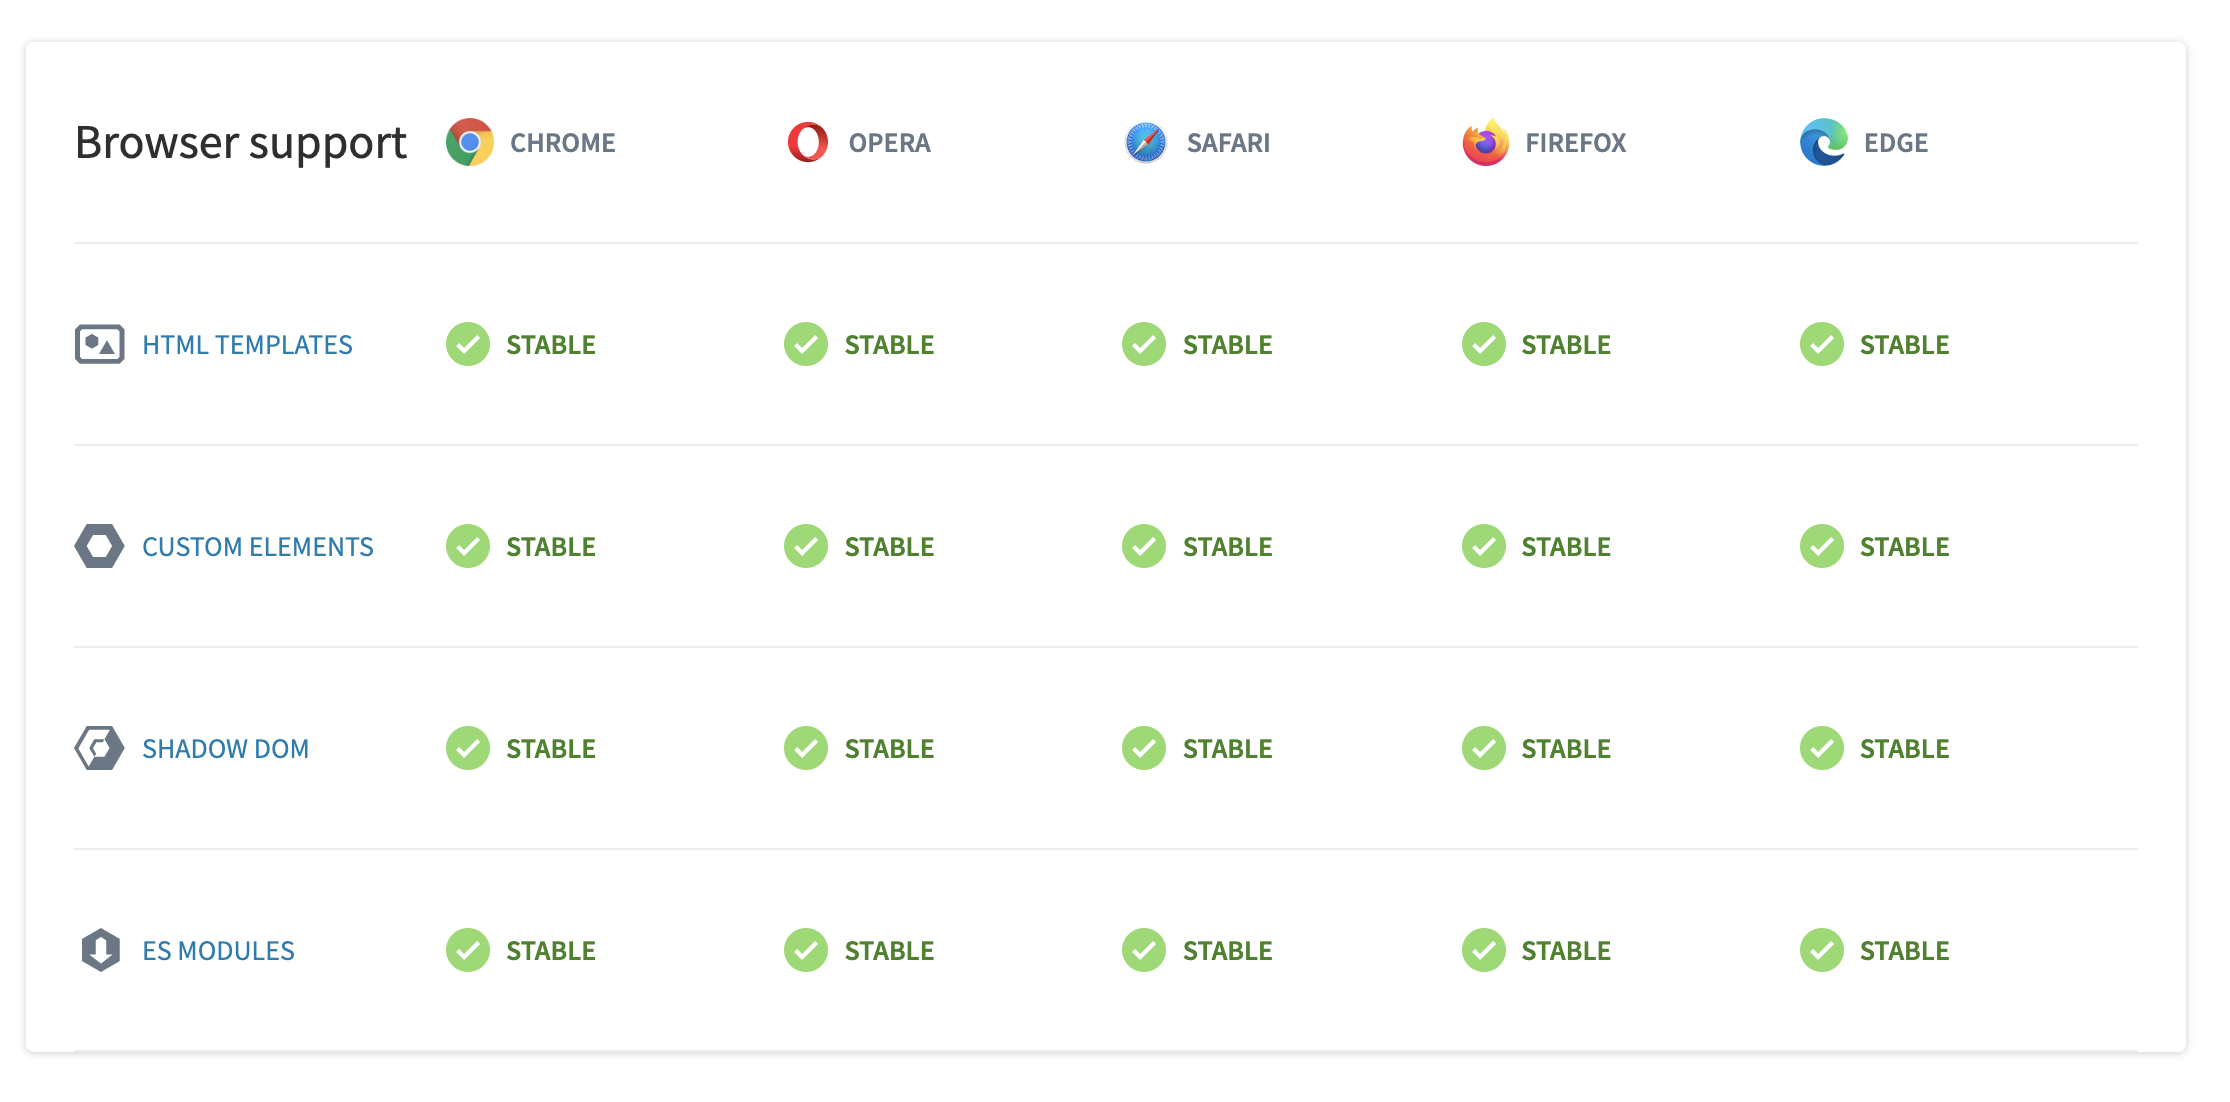 Browser support CHROME OPERA SAFARI FIREFOX EDGE
HTML TEMPLATES STABLE STABLE STABLE STABLE STABLE
CUSTOM ELEMENTS STABLE STABLE STABLE STABLE STABLE
SHADOW DOM STABLE STABLE STABLE STABLE STABLE
ES MODULES STABLE STABLE STABLE STABLE STABLE